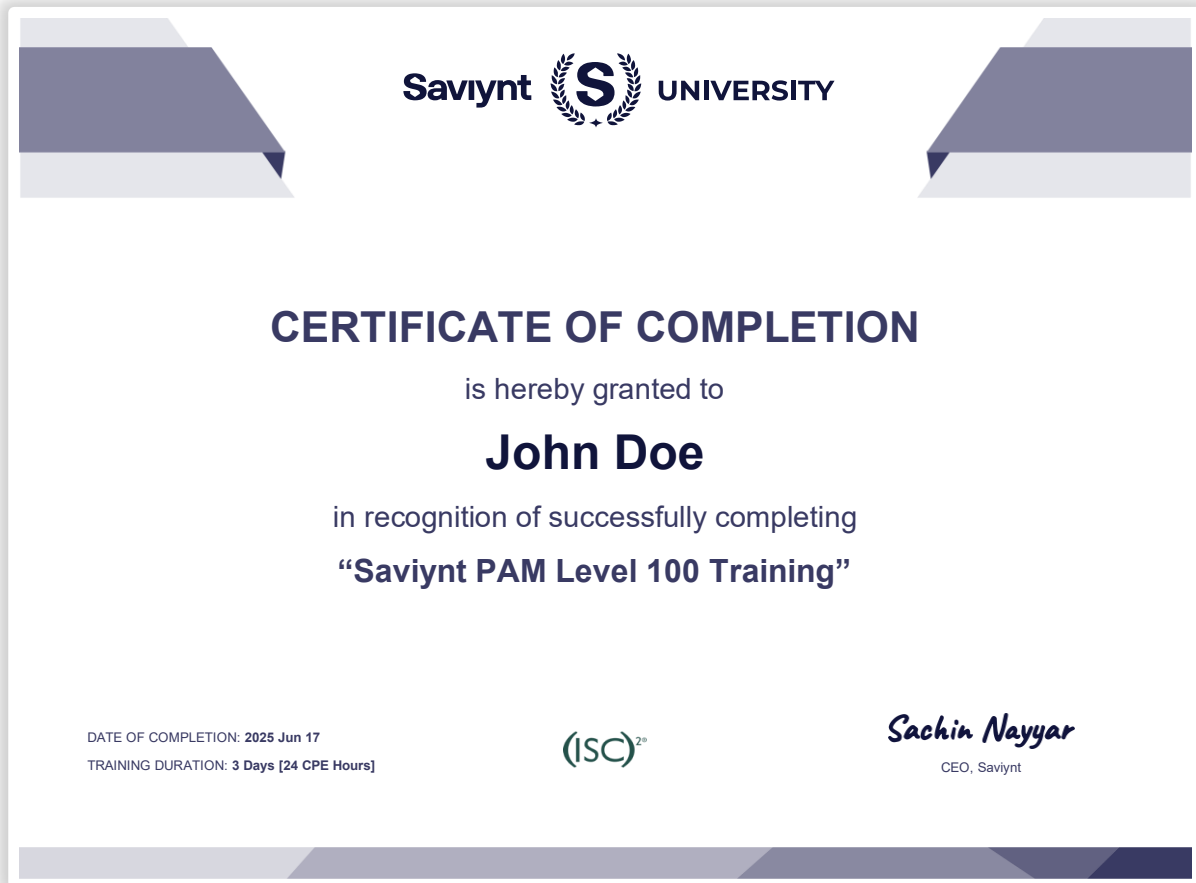 Saviynt S UNIVERSITY
CERTIFICATE OF COMPLETION
is hereby granted to
John Doe
in recognition of successfully completing
“Saviynt PAM Level 100 Training”
DATE OF COMPLETION: 2025 Jun 17
TRAINING DURATION: 3 Days [24 CPE Hours]
(ISC)²®
Sachin Nayyar
CEO, Saviynt